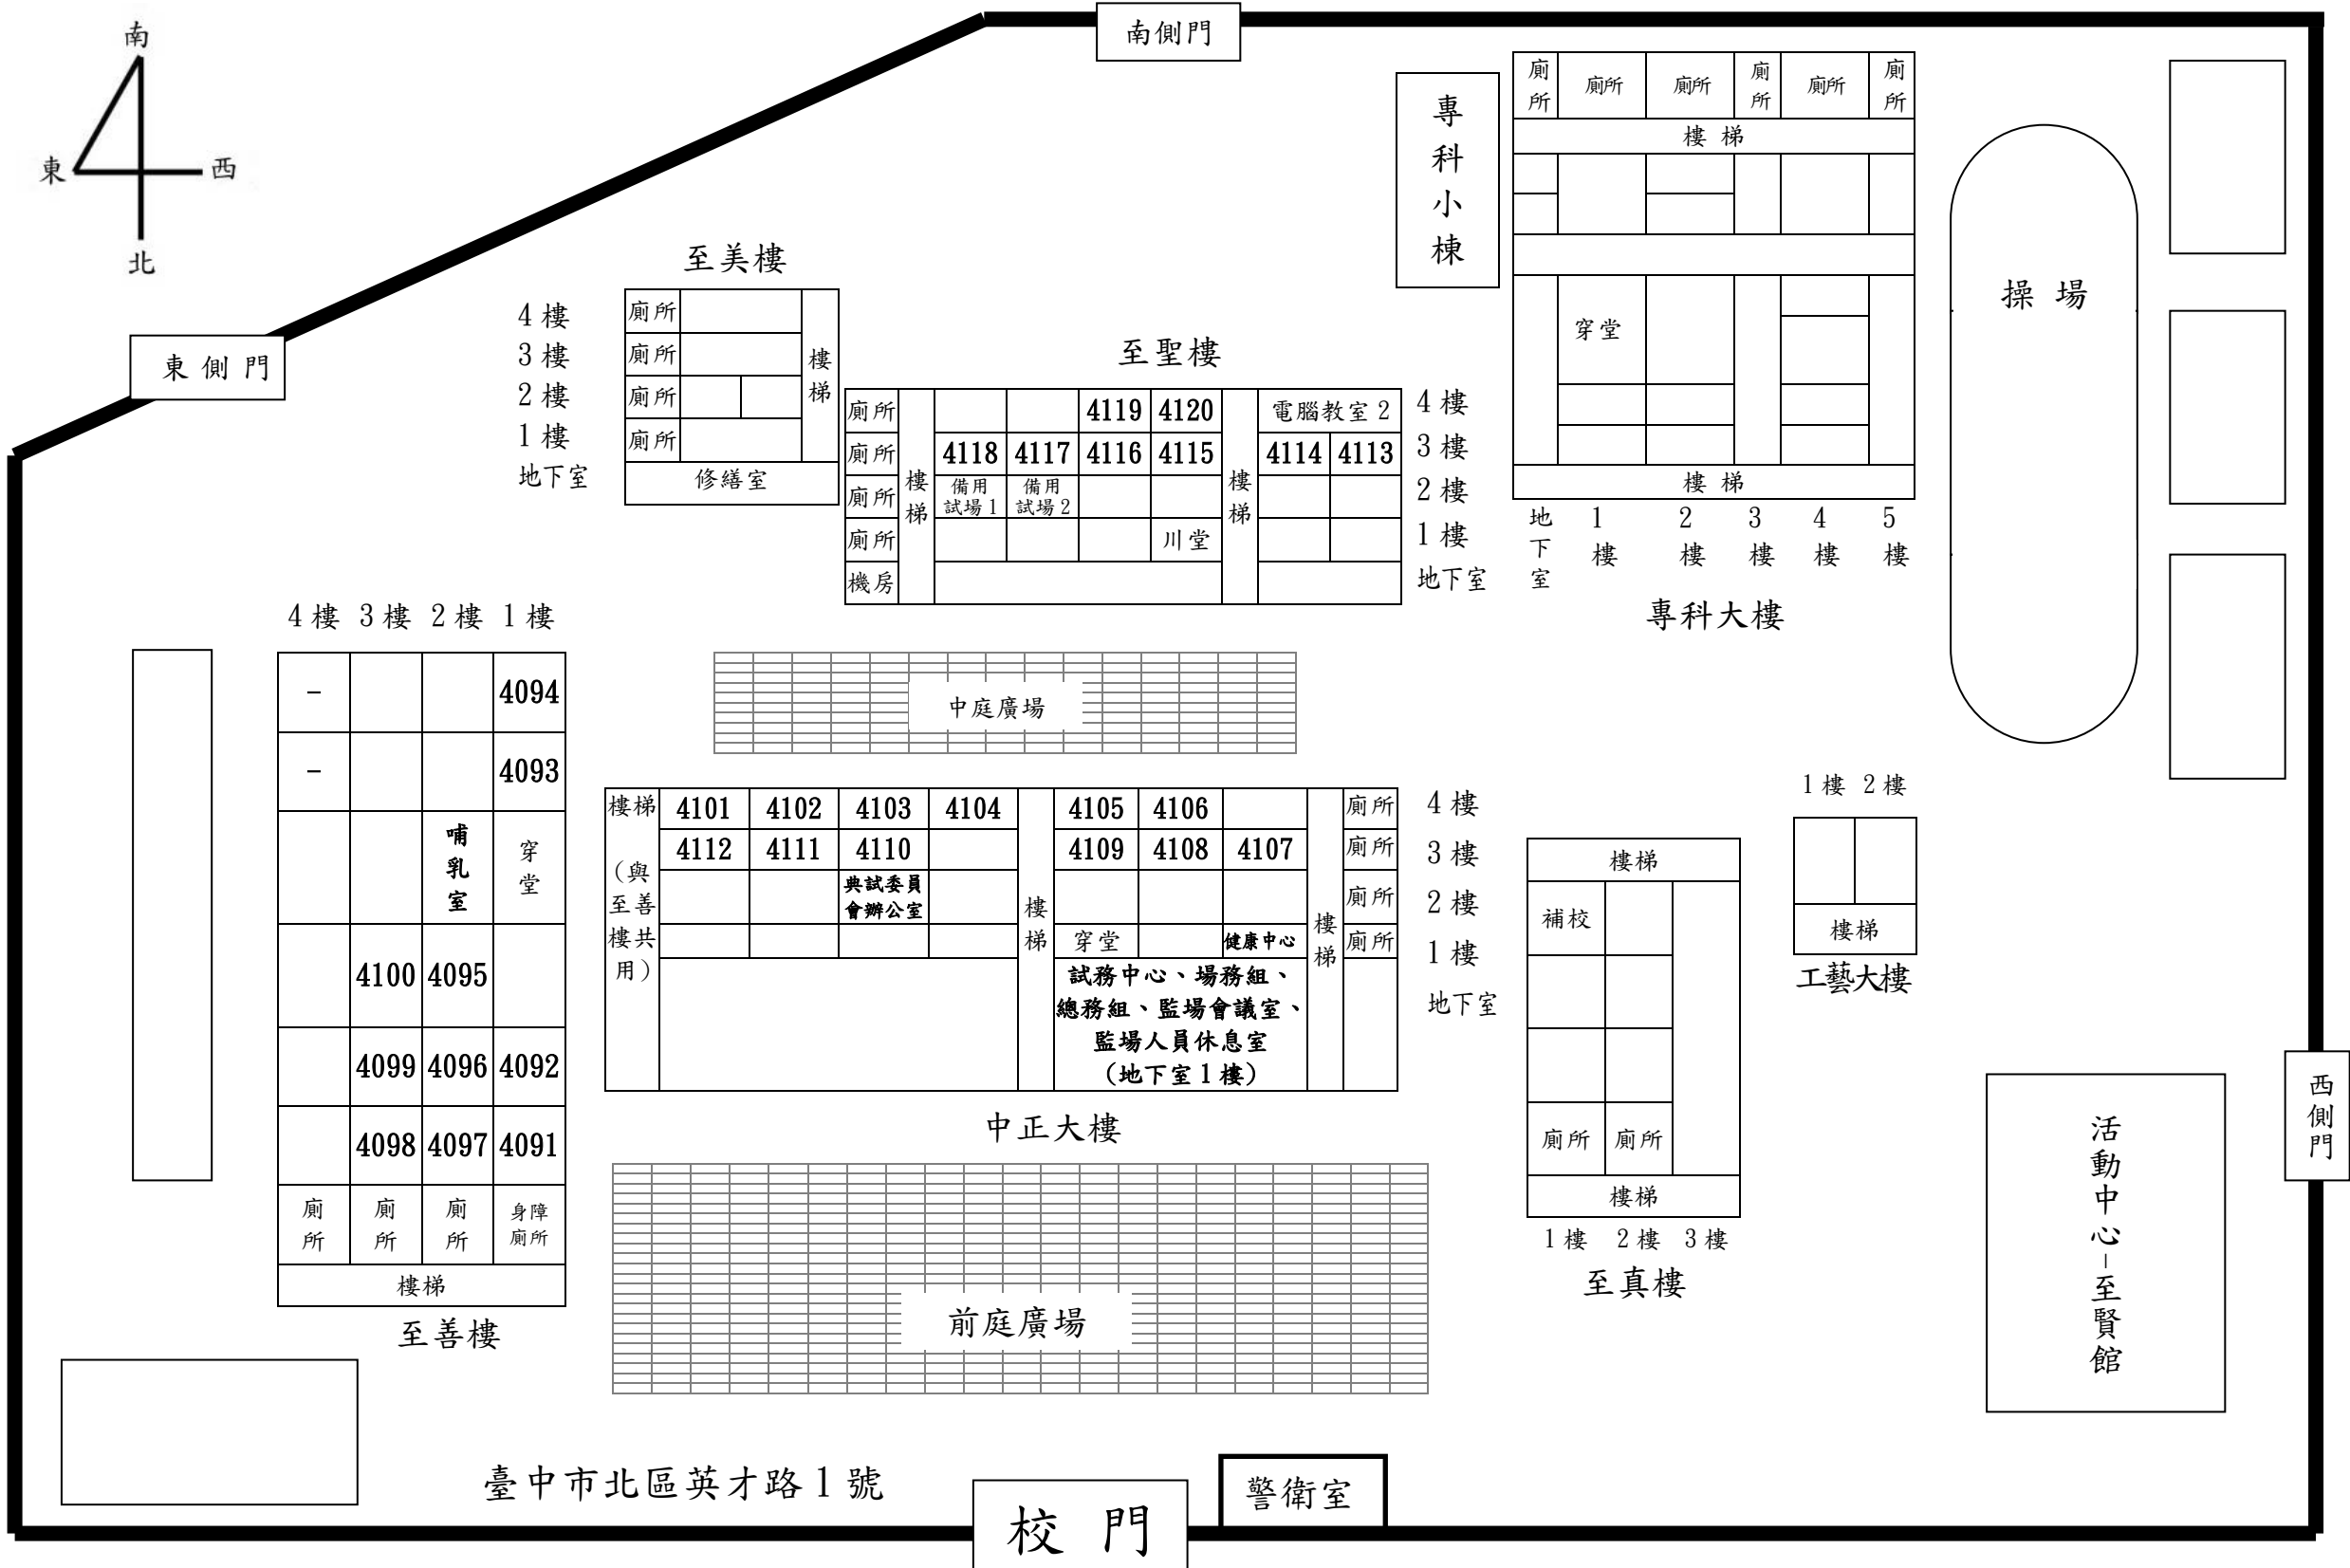 南
東 西
北
南側門
東側門
專科小棟
廁所 廁所 廁所 廁所 廁所 廁所
樓梯
穿堂
樓梯
地下室 1樓 2樓 3樓 4樓 5樓
專科大樓
操場
至美樓
4樓 廁所
3樓 廁所 樓梯
2樓 廁所
1樓 廁所
地下室 修繕室
至聖樓
廁所 4119 4120 電腦教室2 4樓
廁所 4118 4117 4116 4115 4114 4113 3樓
樓梯 樓梯
廁所 備用試場1 備用試場2 2樓
廁所 川堂 1樓
機房 地下室
中庭廣場
4樓 3樓 2樓 1樓
- 4094
- 4093
哺乳室 穿堂
4100 4095
4099 4096 4092
4098 4097 4091
廁所 廁所 廁所 身障廁所
樓梯
至善樓
樓梯(與至善樓共用)
4101 4102 4103 4104 4105 4106 廁所 4樓
4112 4111 4110 4109 4108 4107 廁所 3樓
典試委員會辦公室 廁所 2樓
樓梯 樓梯
穿堂 健康中心 廁所 1樓
試務中心、場務組、
總務組、監場會議室、
監場人員休息室
(地下室1樓)
地下室
中正大樓
前庭廣場
1樓 2樓
樓梯
工藝大樓
樓梯
補校
廁所 廁所
樓梯
1樓 2樓 3樓
至真樓
西側門
活動中心-至賢館
臺中市北區英才路1號
校門
警衛室